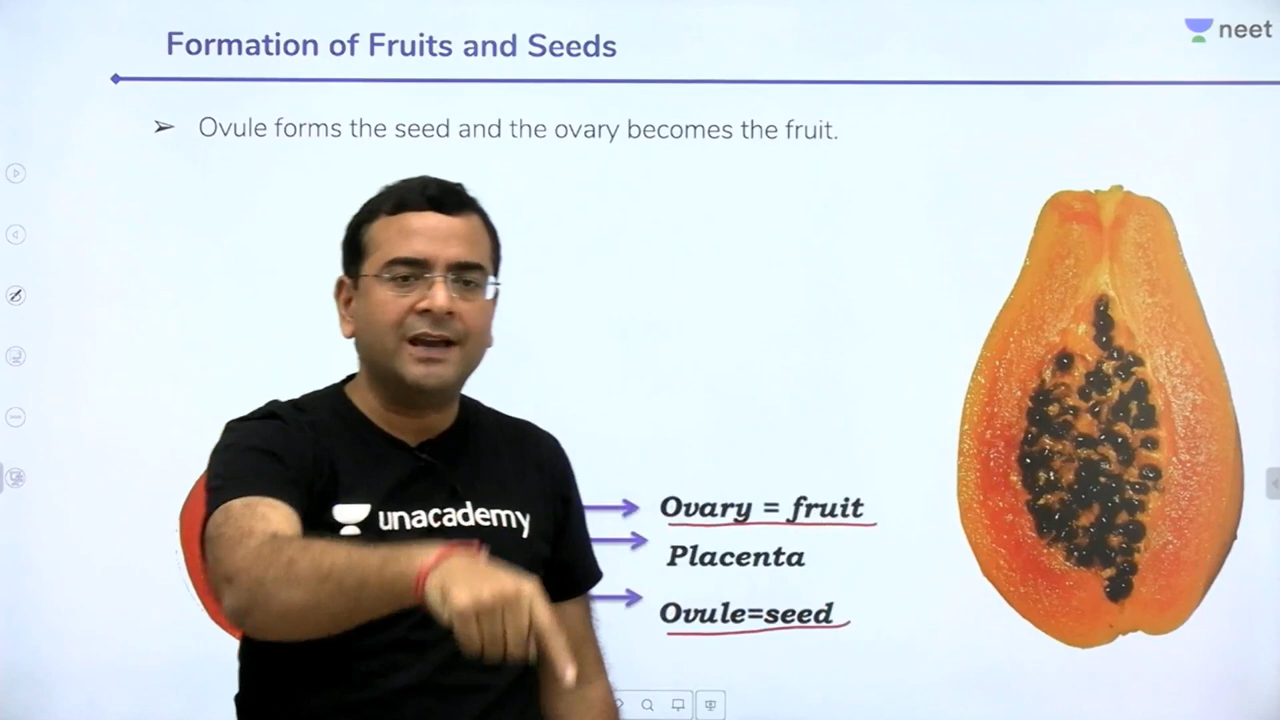 Formation of Fruits and Seeds
neet
Ovule forms the seed and the ovary becomes the fruit.
unacademy
Ovary = fruit
Placenta
Ovule=seed